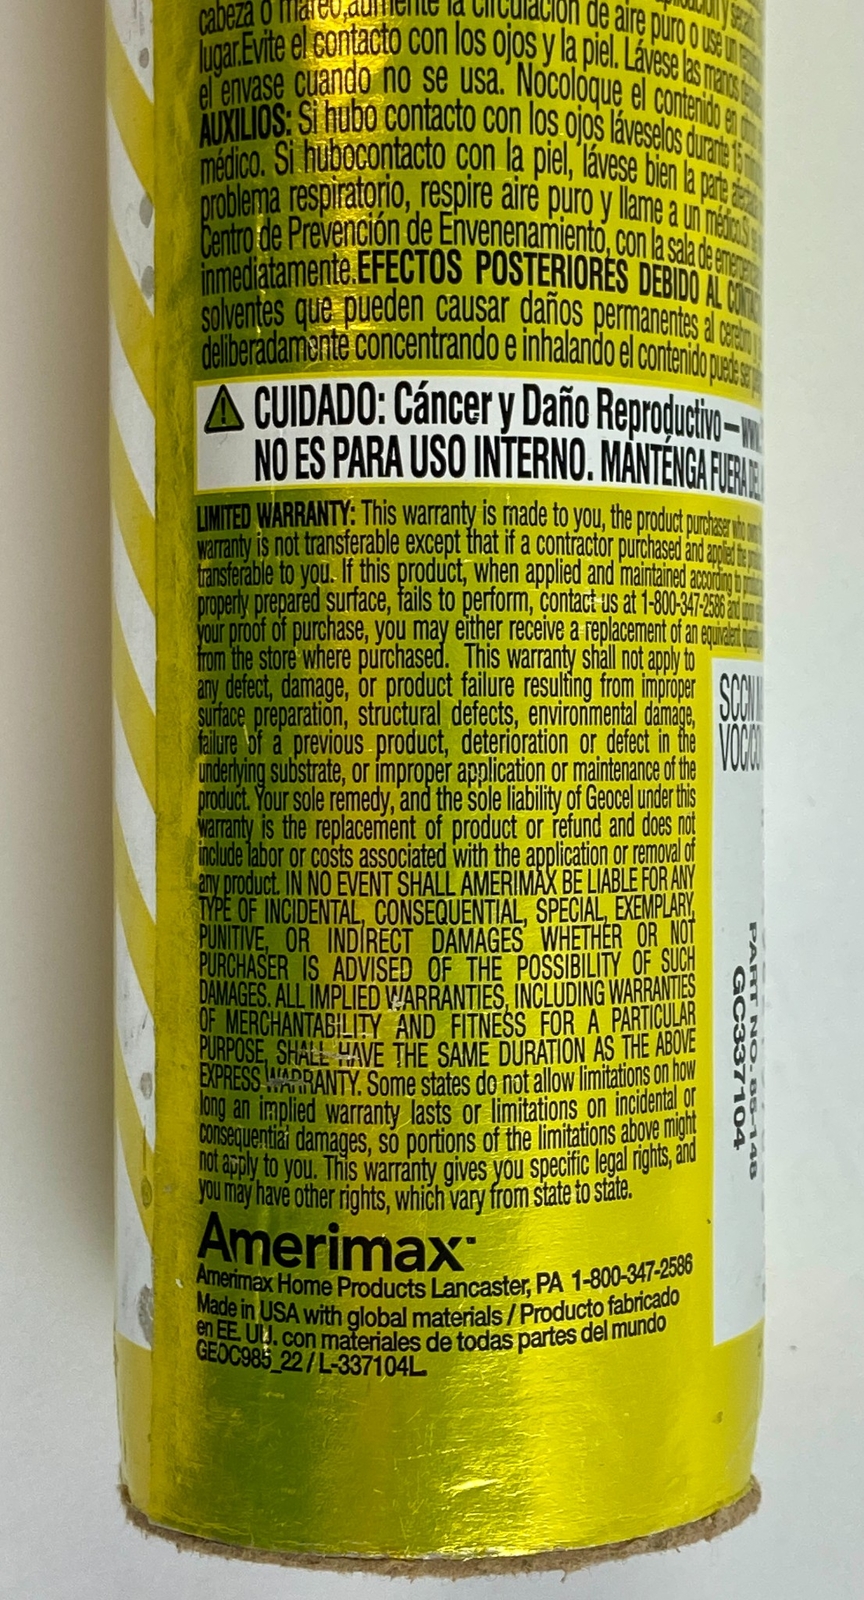 cabeza o mareo,aumente la circulación de aire puro o use un
lugar.Evite el contacto con los ojos y la piel. Lávese las manos
el envase cuando no se usa. Nocoloque el contenido en
AUXILIOS: Si hubo contacto con los ojos láveselos durante 15
médico. Si hubocontacto con la piel, lávese bien la parte
problema respiratorio, respire aire puro y llame a un médico.Si
Centro de Prevención de Envenenamiento, con la sala de
inmediatamente.EFECTOS POSTERIORES DEBIDO AL
solventes que pueden causar daños permanentes al cerebro
deliberadamente concentrando e inhalando el contenido puede ser
CUIDADO: Cáncer y Daño Reproductivo —
NO ES PARA USO INTERNO. MANTÉNGA FUERA DEL
LIMITED WARRANTY: This warranty is made to you, the product purchaser who
warranty is not transferable except that if a contractor purchased and applied the
transferable to you. If this product, when applied and maintained according to
properly prepared surface, fails to perform, contact us at 1-800-347-2586 and upon
your proof of purchase, you may either receive a replacement of an equivalent
from the store where purchased. This warranty shall not apply to
any defect, damage, or product failure resulting from improper
surface preparation, structural defects, environmental damage,
failure of a previous product, deterioration or defect in the
underlying substrate, or improper application or maintenance of the
product. Your sole remedy, and the sole liability of Geocel under this
warranty is the replacement of product or refund and does not
include labor or costs associated with the application or removal of
any product. IN NO EVENT SHALL AMERIMAX BE LIABLE FOR ANY
TYPE OF INCIDENTAL, CONSEQUENTIAL, SPECIAL, EXEMPLARY,
PUNITIVE, OR INDIRECT DAMAGES WHETHER OR NOT
PURCHASER IS ADVISED OF THE POSSIBILITY OF SUCH
DAMAGES. ALL IMPLIED WARRANTIES, INCLUDING WARRANTIES
OF MERCHANTABILITY AND FITNESS FOR A PARTICULAR
PURPOSE, SHALL HAVE THE SAME DURATION AS THE ABOVE
EXPRESS WARRANTY. Some states do not allow limitations on how
long an implied warranty lasts or limitations on incidental or
consequential damages, so portions of the limitations above might
not apply to you. This warranty gives you specific legal rights, and
you may have other rights, which vary from state to state.
Amerimax
Amerimax Home Products Lancaster, PA 1-800-347-2586
Made in USA with global materials / Producto fabricado
en EE. UU. con materiales de todas partes del mundo
GEOC985_22 / L-337104L
SCCN
VOC/CO
PART NO. 85-148
GC337104